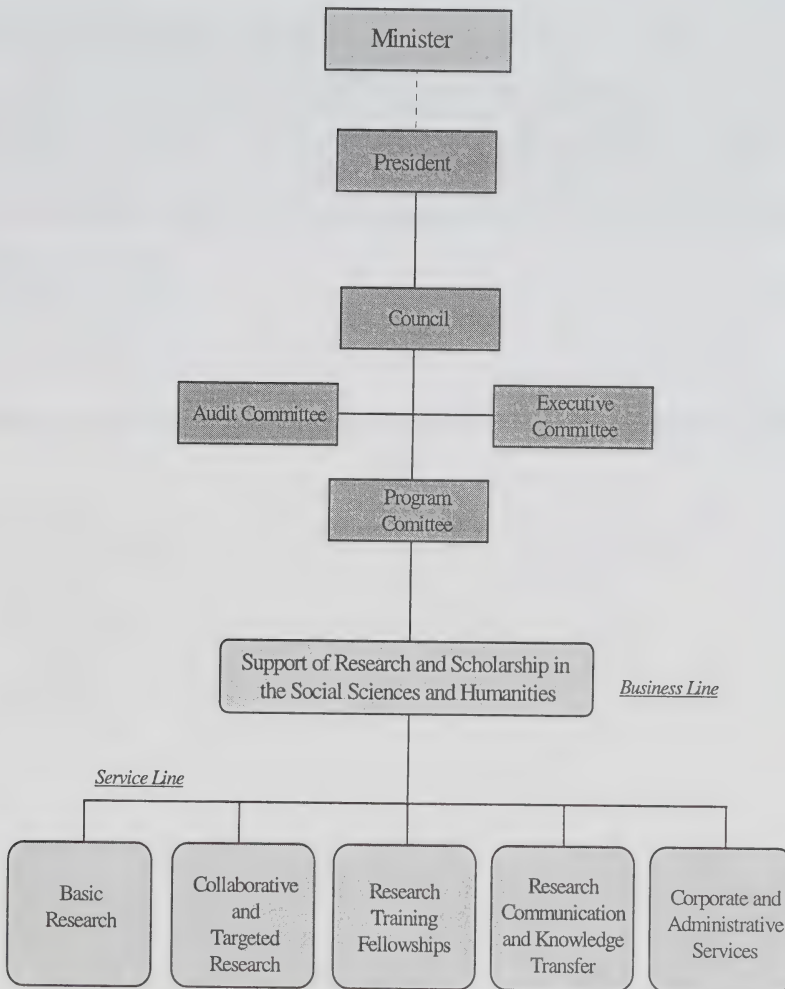 Minister
President
Council
Audit Committee
Executive
Committee
Program
Comittee
Support of Research and Scholarship in
the Social Sciences and Humanities
Business Line
Service Line
Basic
Research
Collaborative
and
Targeted
Research
Research
Training
Fellowships
Research
Communication
and Knowledge
Transfer
Corporate and
Administrative
Services